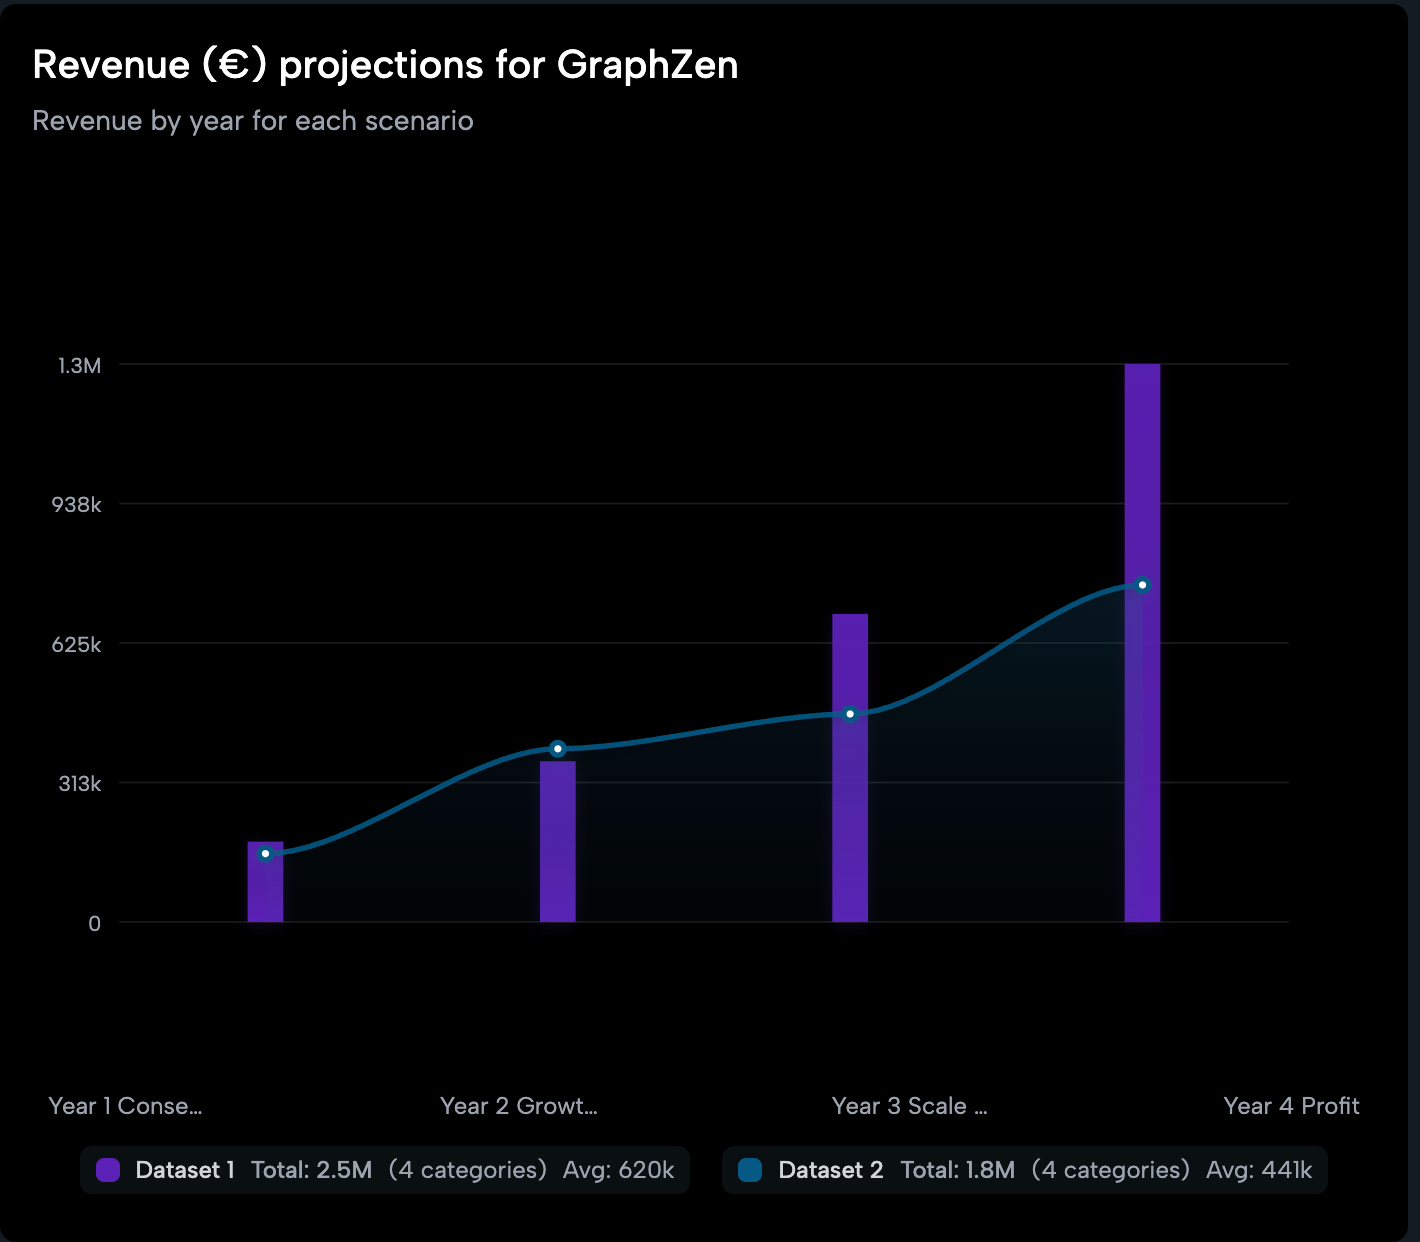 Revenue (€) projections for GraphZen
Revenue by year for each scenario
1.3M
938k
625k
313k
0
Year 1 Conse... Year 2 Growt... Year 3 Scale ... Year 4 Profit
Dataset 1 Total: 2.5M (4 categories) Avg: 620k Dataset 2 Total: 1.8M (4 categories) Avg: 441k